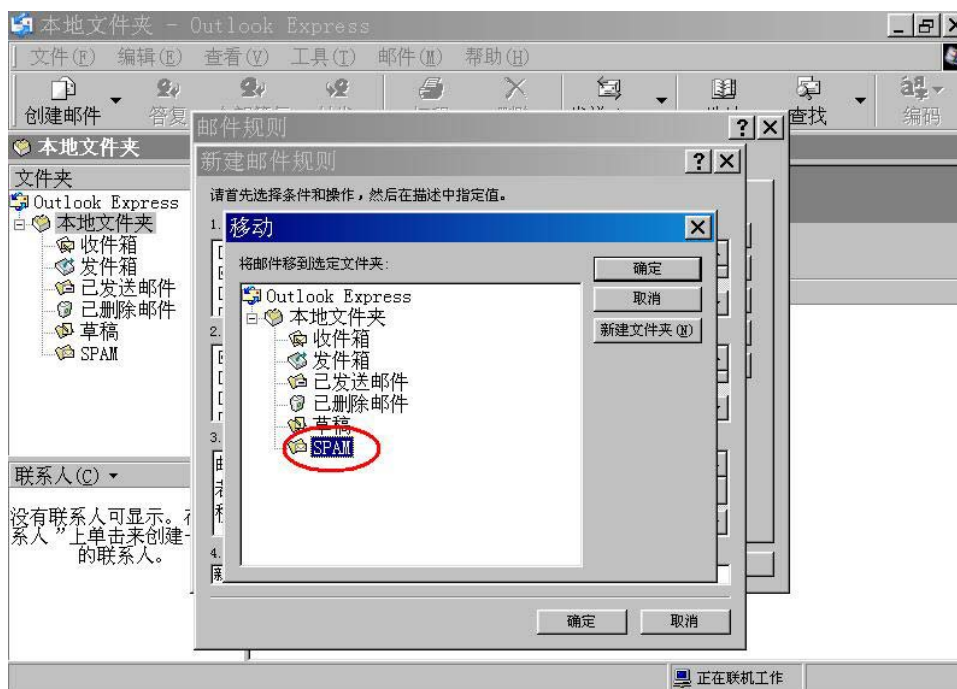 本地文件夹 - Outlook Express
文件(F) 编辑(E) 查看(V) 工具(T) 邮件(M) 帮助(H)
创建邮件 答复 查找 编码
本地文件夹
文件夹
Outlook Express
本地文件夹
收件箱
发件箱
已发送邮件
已删除邮件
草稿
SPAM
联系人(C)
没有联系人可显示。
系人”上单击来创建一
的联系人。
邮件规则
新建邮件规则
请首先选择条件和操作，然后在描述中指定值。
1.
2.
3.
4.
移动
将邮件移到选定文件夹:
Outlook Express
本地文件夹
收件箱
发件箱
已发送邮件
已删除邮件
草稿
SPAM
确定
取消
新建文件夹(N)
确定 取消
正在联机工作